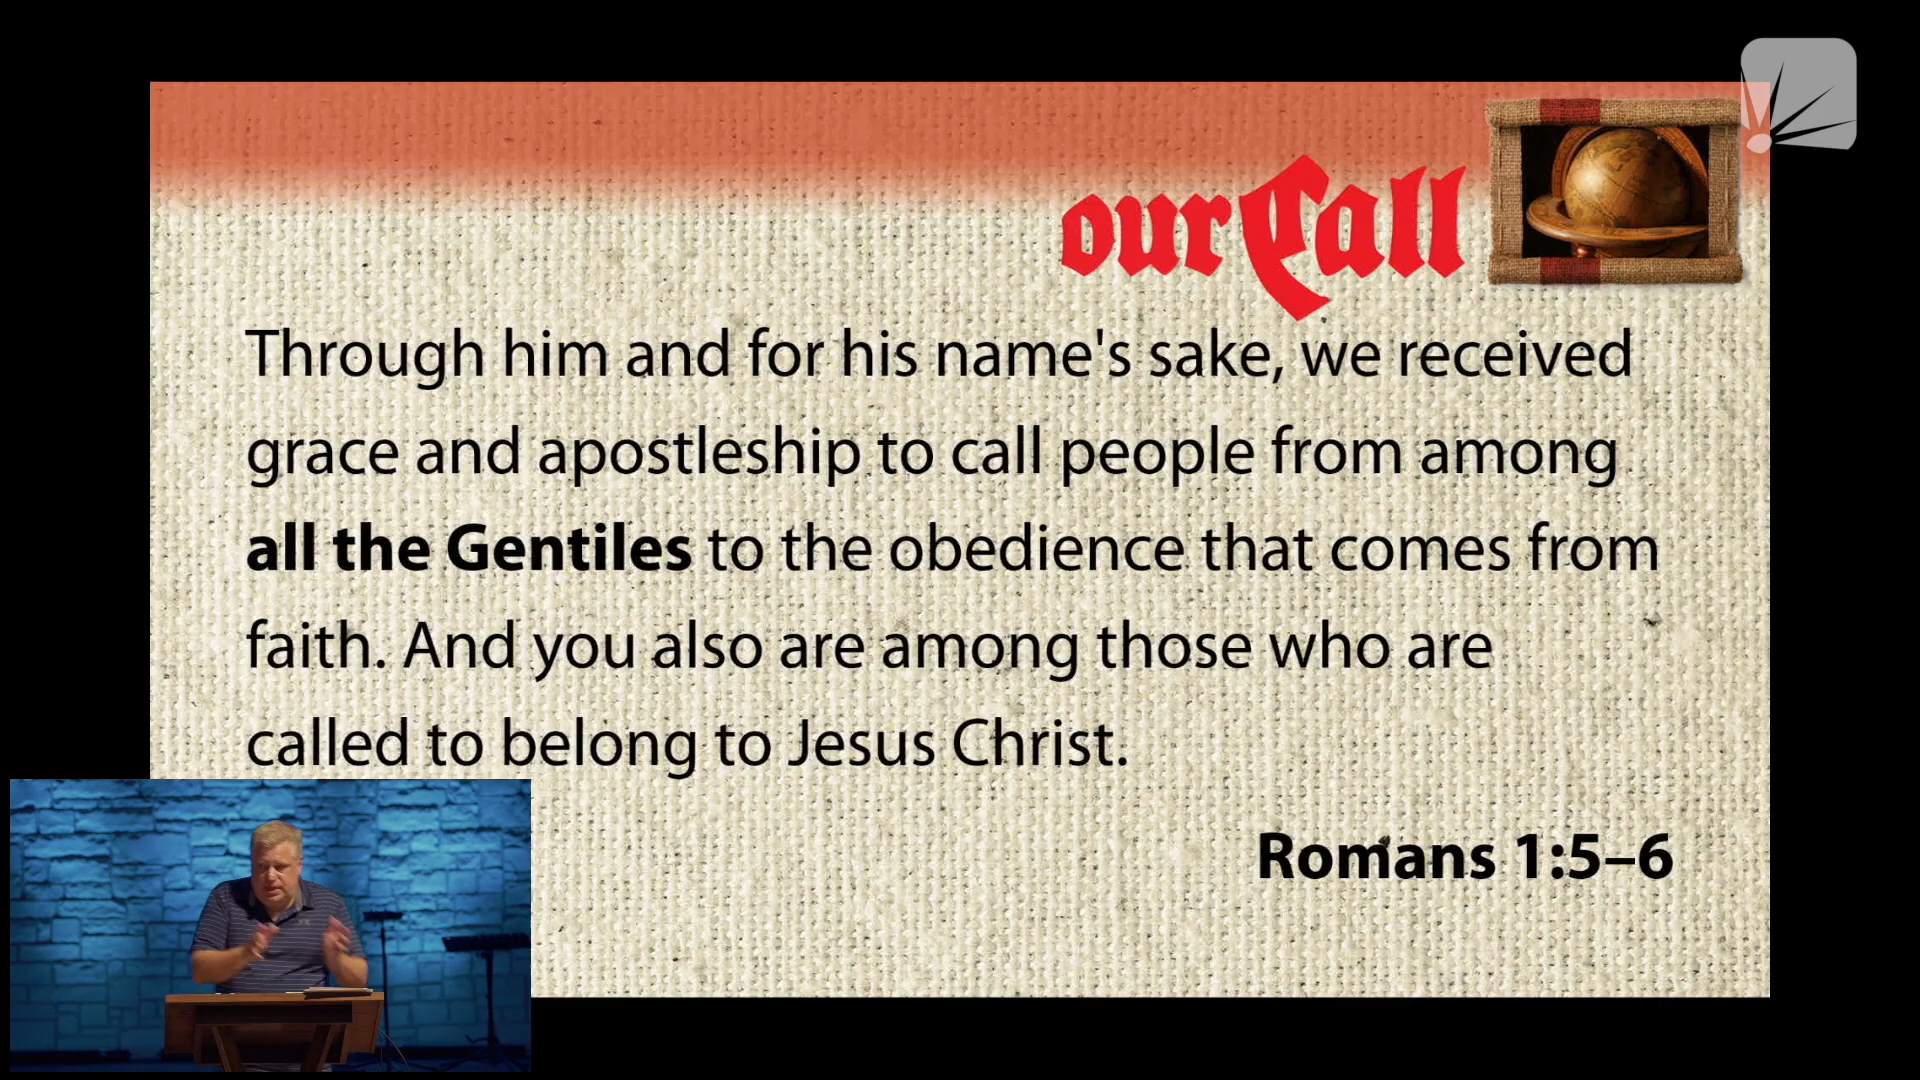 our Call
Through him and for his name's sake, we received
grace and apostleship to call people from among
all the Gentiles to the obedience that comes from
faith. And you also are among those who are
called to belong to Jesus Christ.
Romans 1:5–6